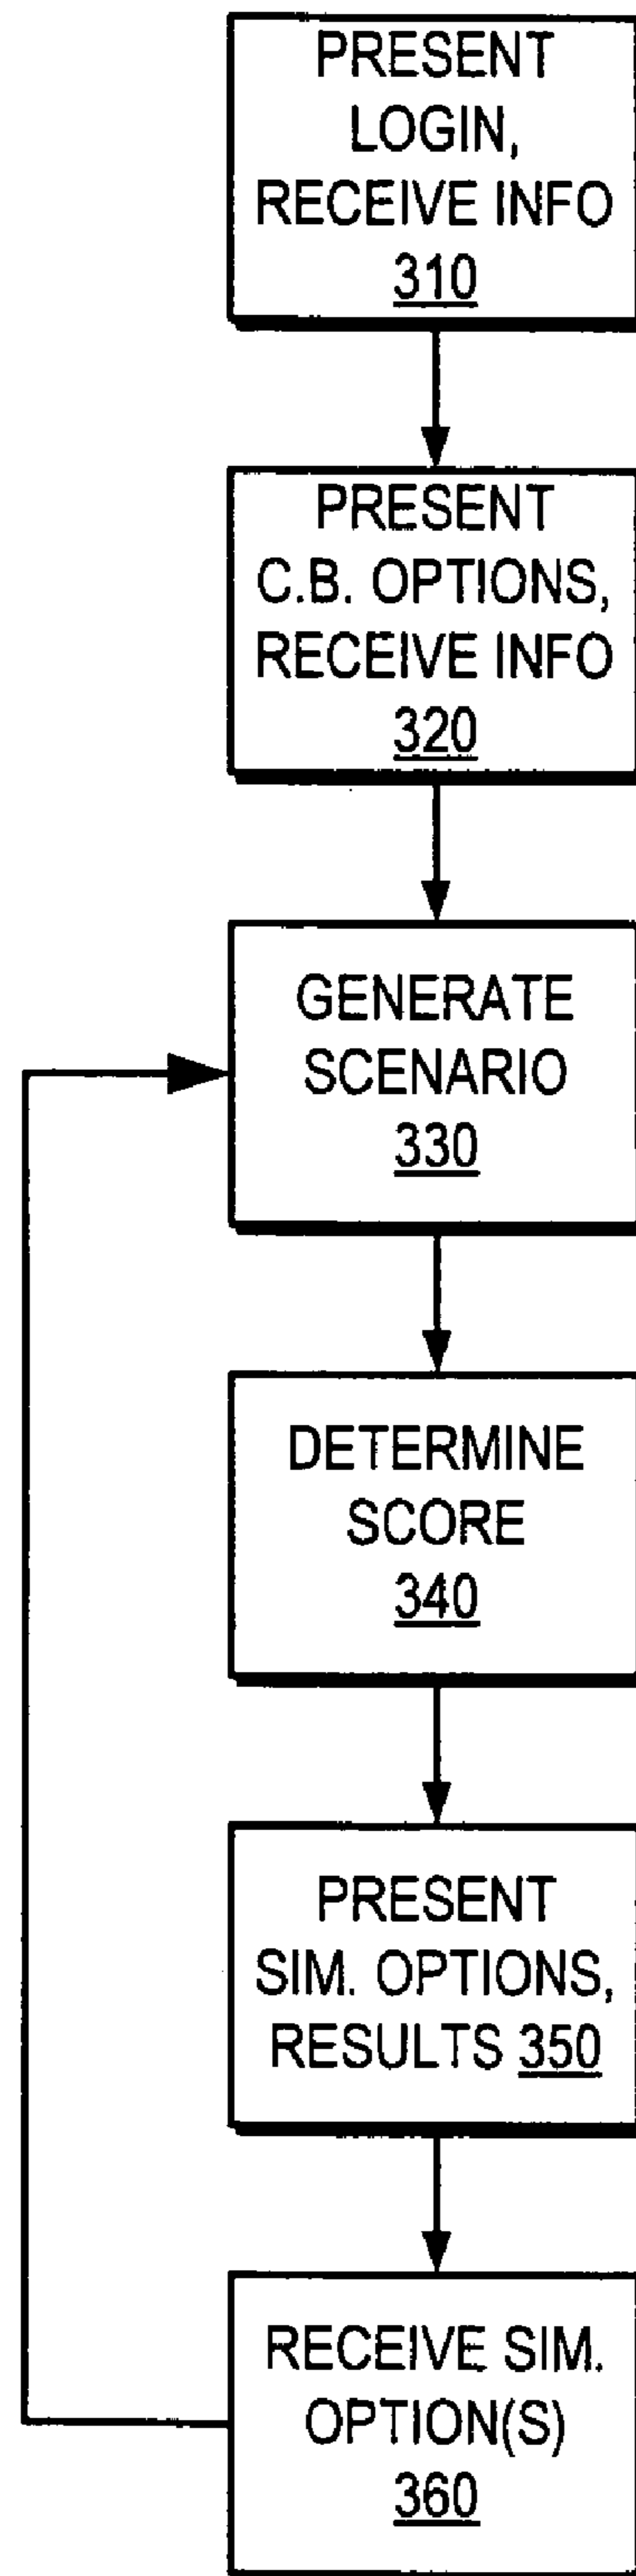 PRESENT
LOGIN,
RECEIVE INFO
310
PRESENT
C.B. OPTIONS,
RECEIVE INFO
320
GENERATE
SCENARIO
330
DETERMINE
SCORE
340
PRESENT
SIM. OPTIONS,
RESULTS 350
RECEIVE SIM.
OPTION(S)
360